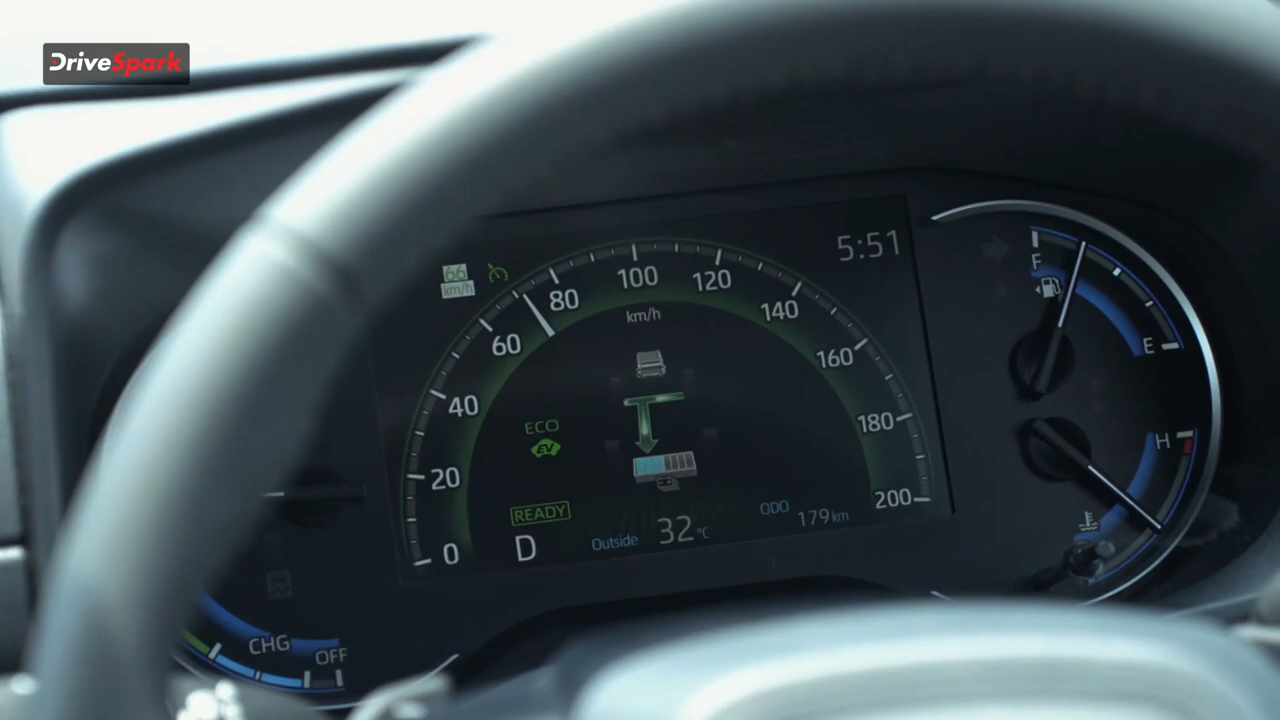 DriveSpark
66
km/h
5:51
0
20
40
60
80
100
120
140
160
180
200
km/h
ECO
EV
READY
D
Outside 32°C
ODO 179km
F
E
H
CHG
OFF